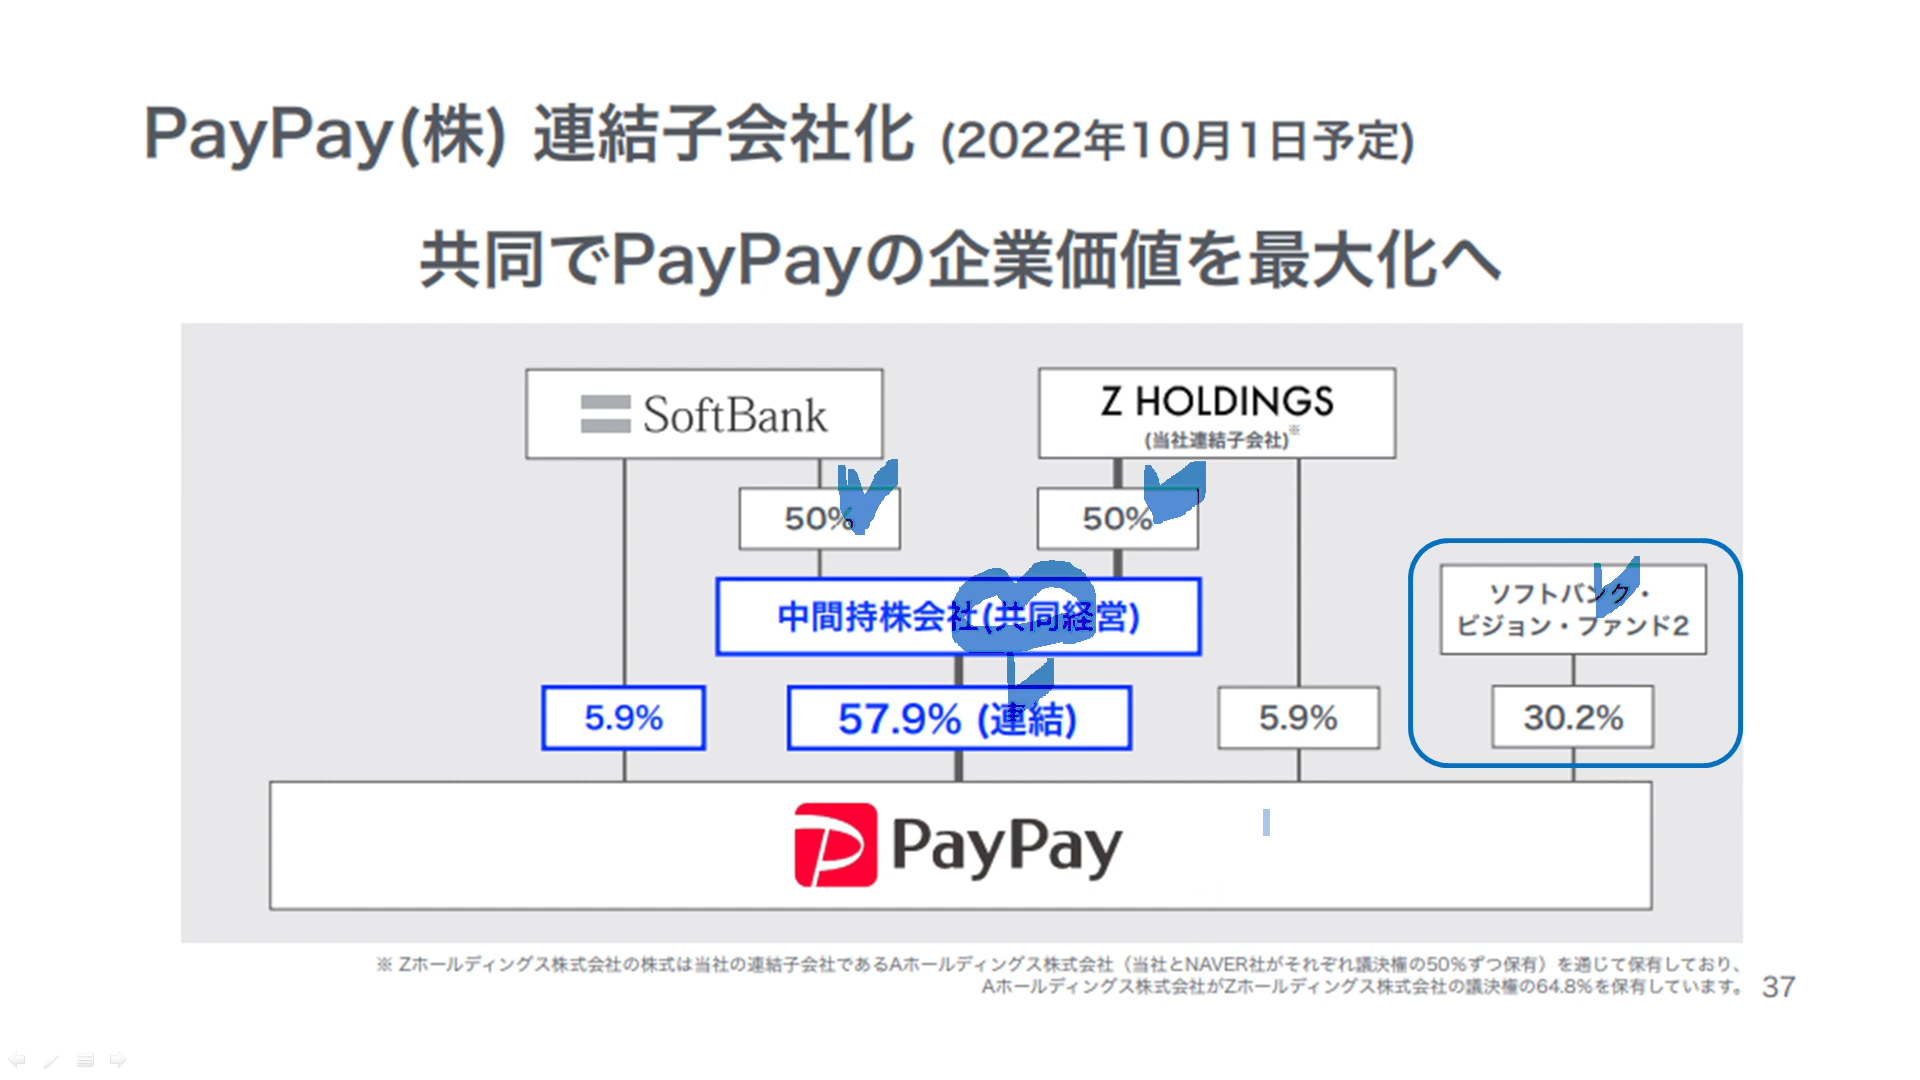 PayPay(株) 連結子会社化 (2022年10月1日予定)
共同でPayPayの企業価値を最大化へ
SoftBank
Z HOLDINGS
(当社連結子会社)※
50%
50%
中間持株会社(共同経営)
ソフトバンク・
ビジョン・ファンド2
5.9%
57.9% (連結)
5.9%
30.2%
PayPay
※ Zホールディングス株式会社の株式は当社の連結子会社であるAホールディングス株式会社（当社とNAVER社がそれぞれ議決権の50%ずつ保有）を通じて保有しており、
Aホールディングス株式会社がZホールディングス株式会社の議決権の64.8%を保有しています。
37